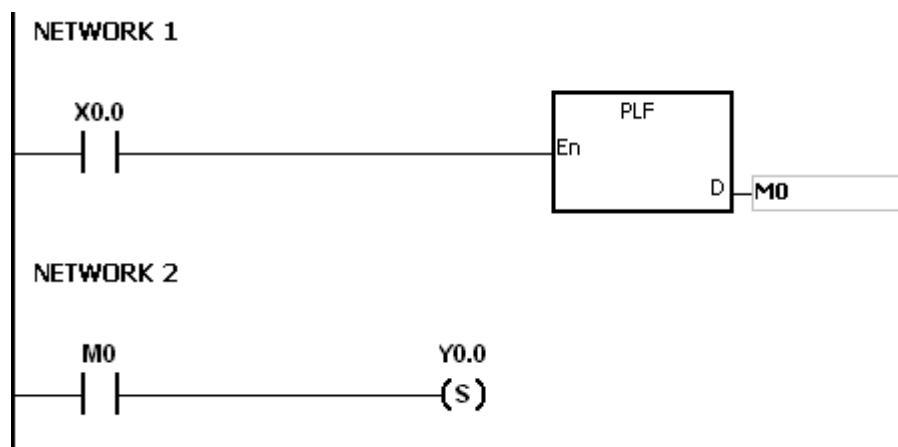 NETWORK 1
X0.0
PLF
En
D
M0
NETWORK 2
M0 Y0.0
(S)